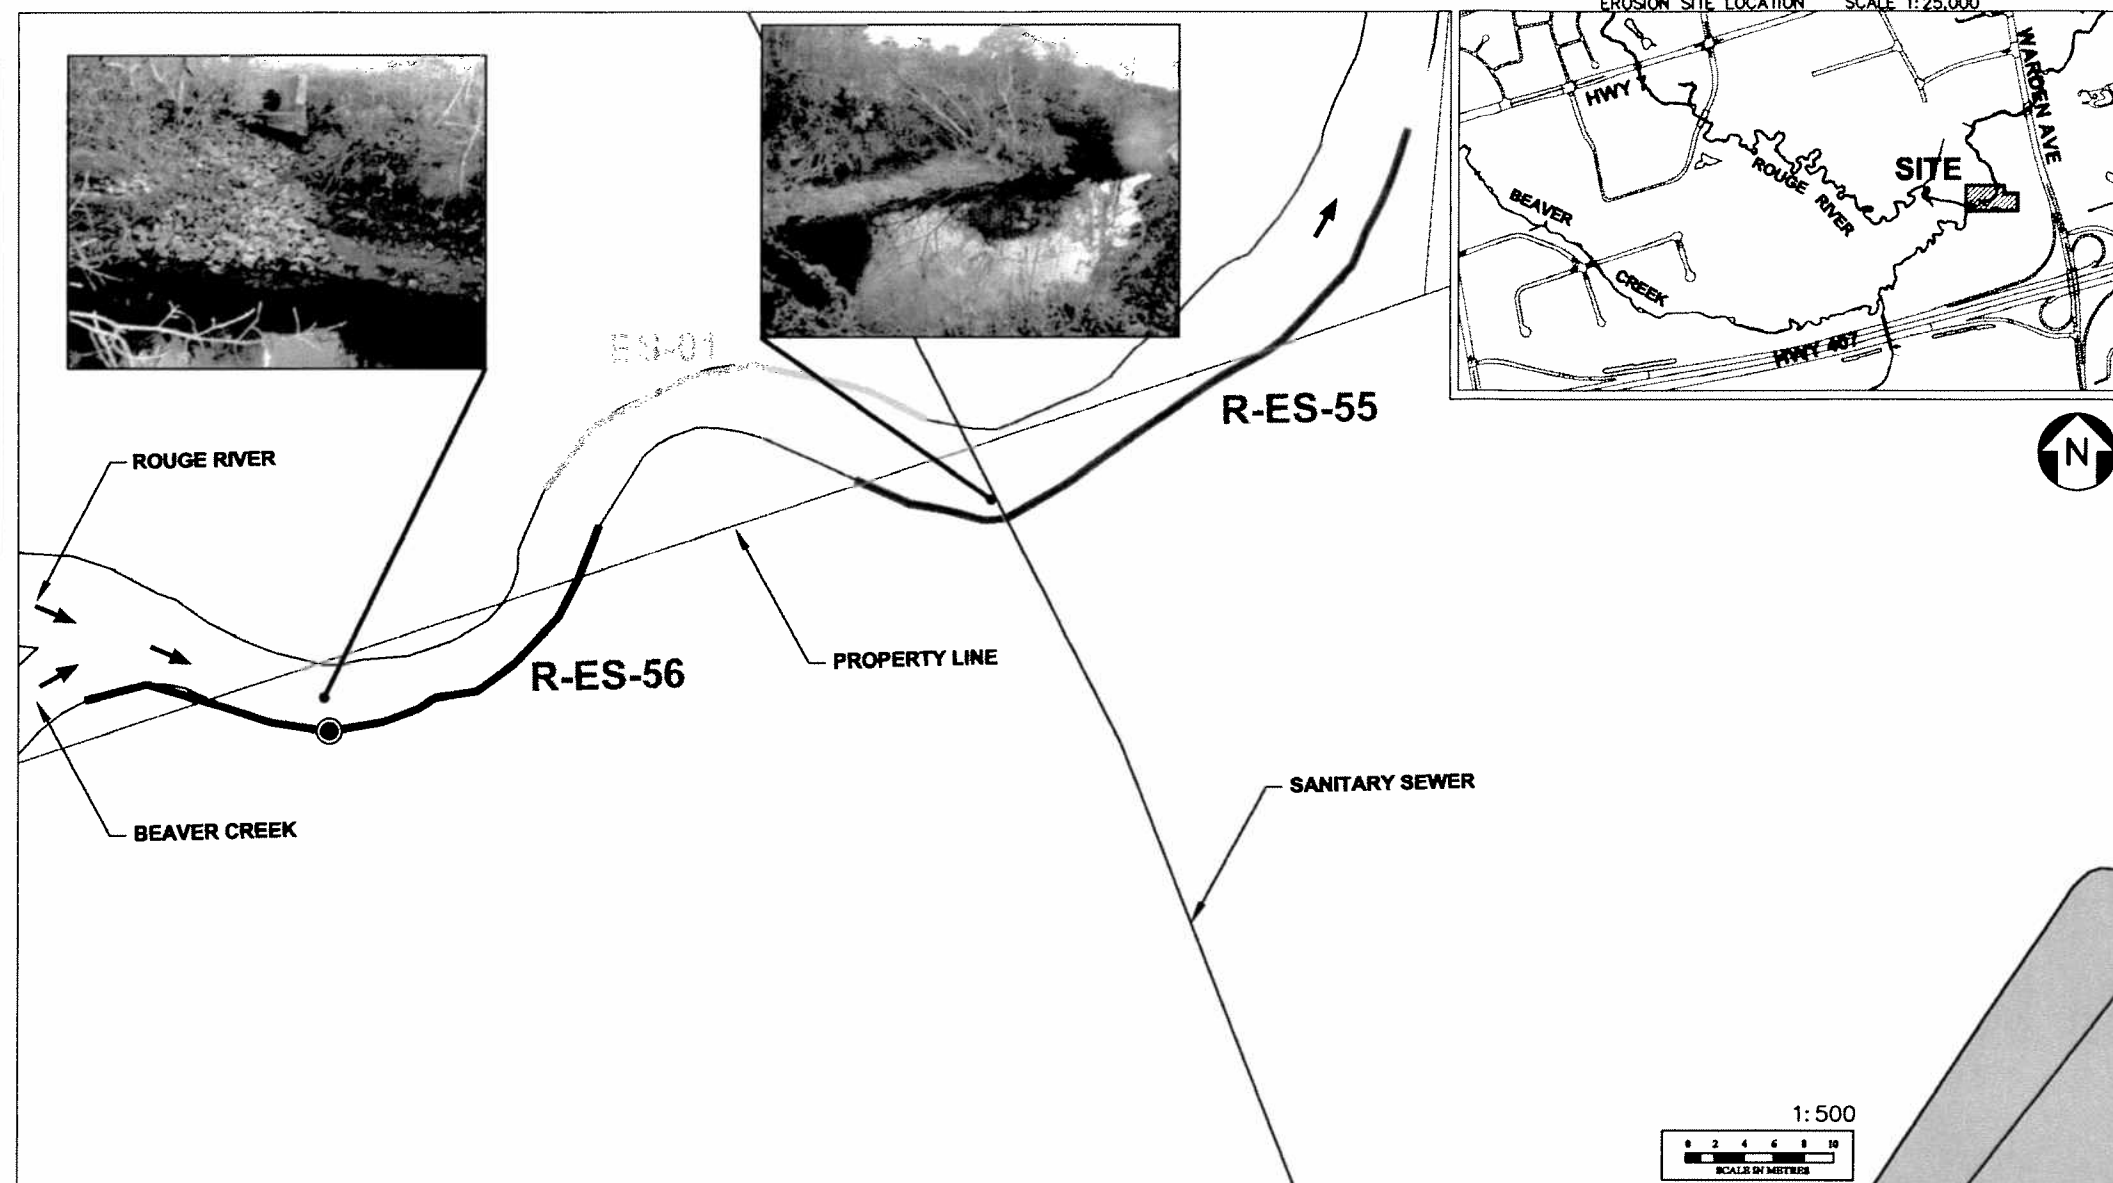 EROSION SITE LOCATION SCALE 1:25,000
HWY 7
WARDEN AVE
SITE
ROUGE RIVER
BEAVER CREEK
HWY 407
N
ES-01
R-ES-55
ROUGE RIVER
PROPERTY LINE
R-ES-56
SANITARY SEWER
BEAVER CREEK
1:500
0 2 4 6 8 10
SCALE IN METRES